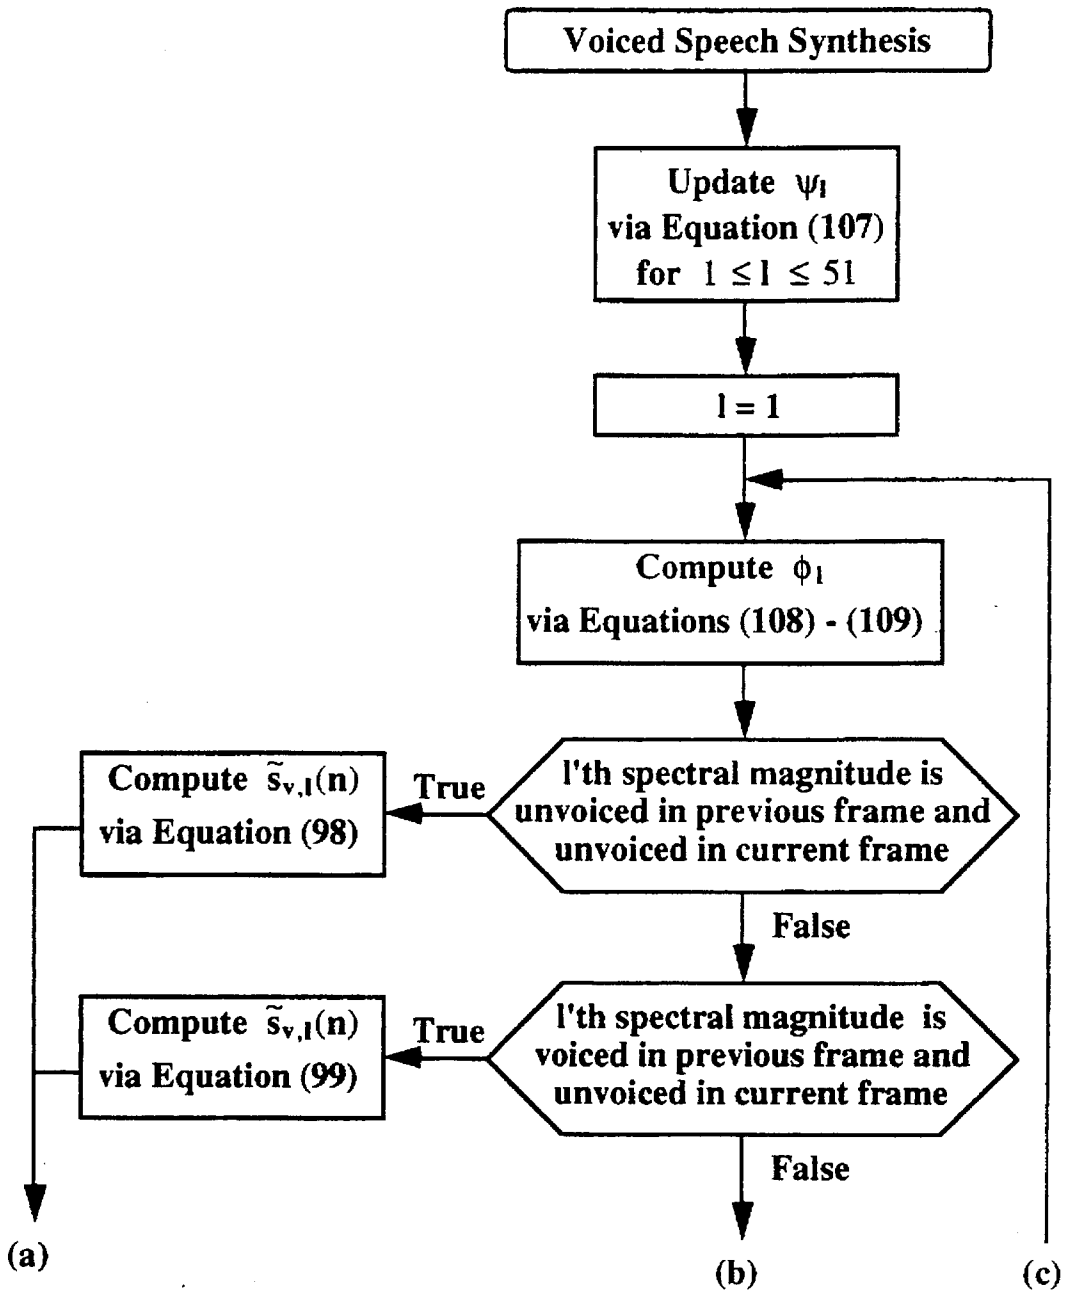 Voiced Speech Synthesis
Update ψl
via Equation (107)
for 1 ≤ l ≤ 51
l = 1
Compute ϕl
via Equations (108) - (109)
l'th spectral magnitude is
unvoiced in previous frame and
unvoiced in current frame
True
Compute s̃v,l(n)
via Equation (98)
False
l'th spectral magnitude is
voiced in previous frame and
unvoiced in current frame
True
Compute s̃v,l(n)
via Equation (99)
False
(a)
(b)
(c)